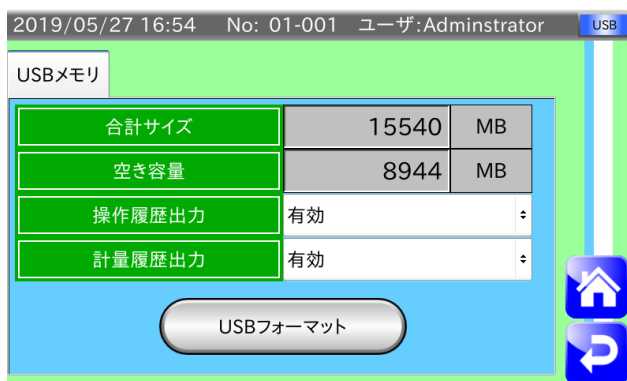 2019/05/27 16:54 No: 01-001 ユーザ:Adminstrator USB
USBメモリ
合計サイズ 15540 MB
空き容量 8944 MB
操作履歴出力 有効
計量履歴出力 有効
USBフォーマット